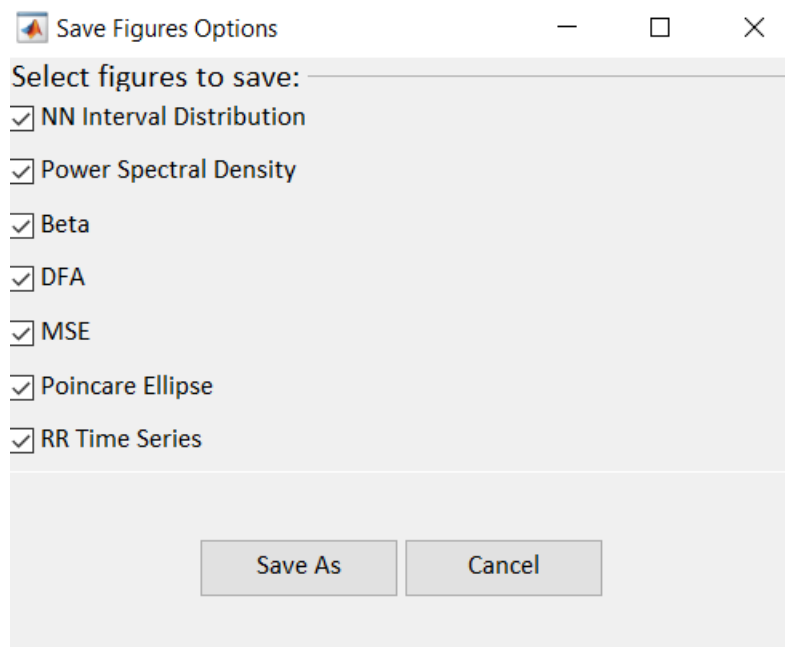 Save Figures Options
Select figures to save:
NN Interval Distribution
Power Spectral Density
Beta
DFA
MSE
Poincare Ellipse
RR Time Series
Save As
Cancel